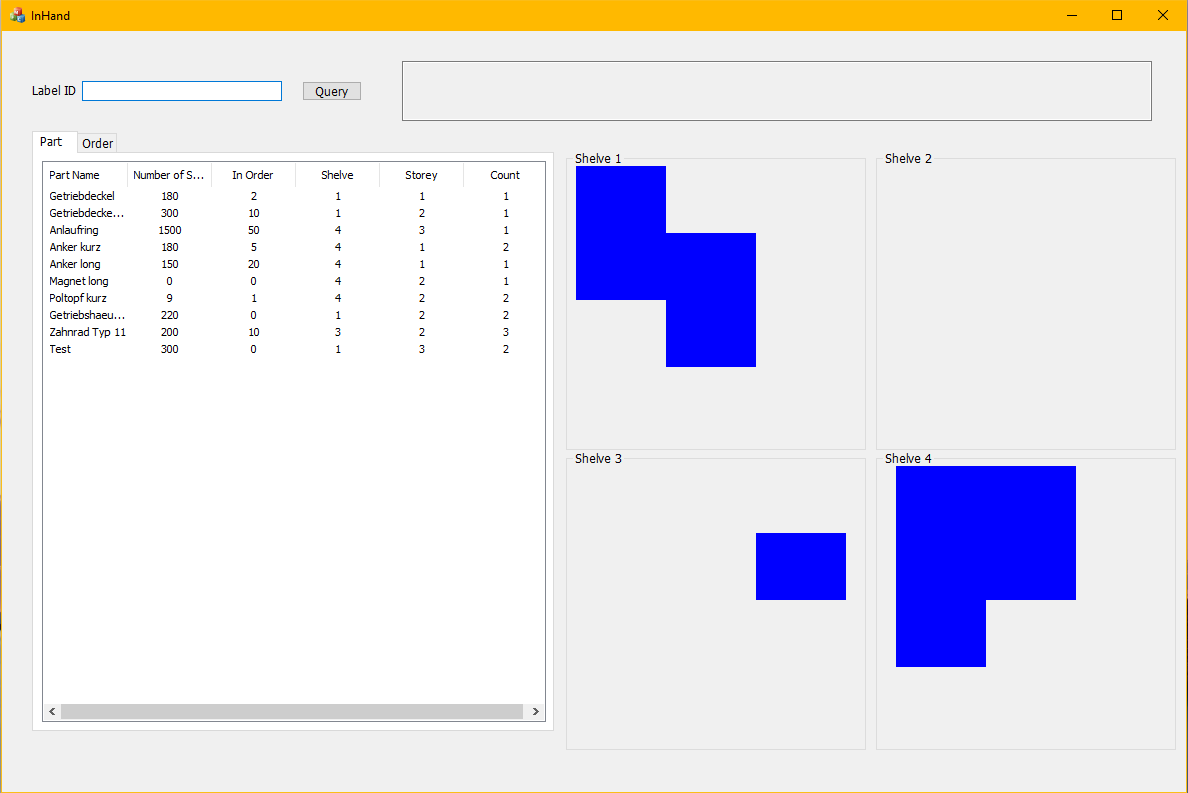 InHand
Label ID
Query
Part Order
Part Name Number of S... In Order Shelve Storey Count
Getriebdeckel 180 2 1 1 1
Getriebdecke... 300 10 1 2 1
Anlaufring 1500 50 4 3 1
Anker kurz 180 5 4 1 2
Anker long 150 20 4 1 1
Magnet long 0 0 4 2 1
Poltopf kurz 9 1 4 2 2
Getriebshaeu... 220 0 1 2 2
Zahnrad Typ 11 200 10 3 2 3
Test 300 0 1 3 2
Shelve 1
Shelve 2
Shelve 3
Shelve 4